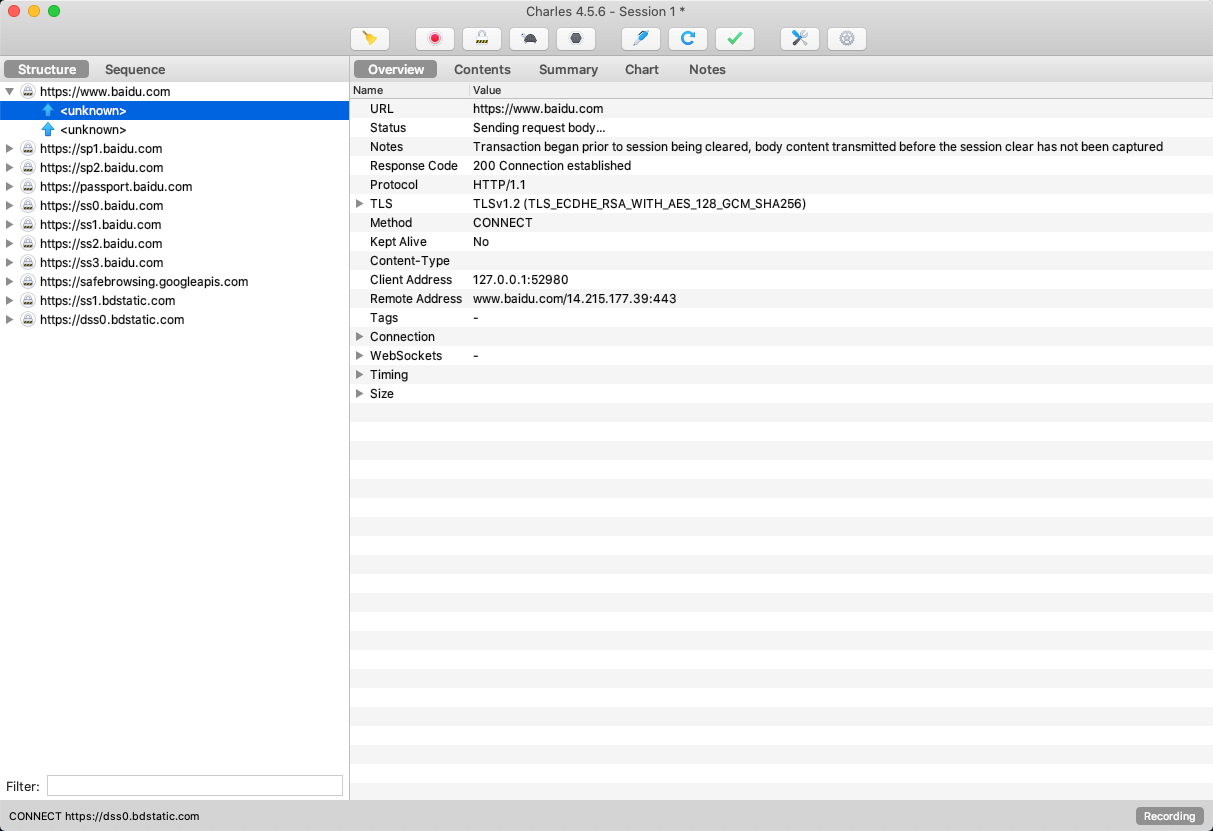 Charles 4.5.6 - Session 1 *
Structure Sequence
https://www.baidu.com
<unknown>
<unknown>
https://sp1.baidu.com
https://sp2.baidu.com
https://passport.baidu.com
https://ss0.baidu.com
https://ss1.baidu.com
https://ss2.baidu.com
https://ss3.baidu.com
https://safebrowsing.googleapis.com
https://ss1.bdstatic.com
https://dss0.bdstatic.com
Filter:
Overview Contents Summary Chart Notes
Name Value
URL https://www.baidu.com
Status Sending request body...
Notes Transaction began prior to session being cleared, body content transmitted before the session clear has not been captured
Response Code 200 Connection established
Protocol HTTP/1.1
TLS TLSv1.2 (TLS_ECDHE_RSA_WITH_AES_128_GCM_SHA256)
Method CONNECT
Kept Alive No
Content-Type
Client Address 127.0.0.1:52980
Remote Address www.baidu.com/14.215.177.39:443
Tags -
Connection
WebSockets -
Timing
Size
CONNECT https://dss0.bdstatic.com
Recording